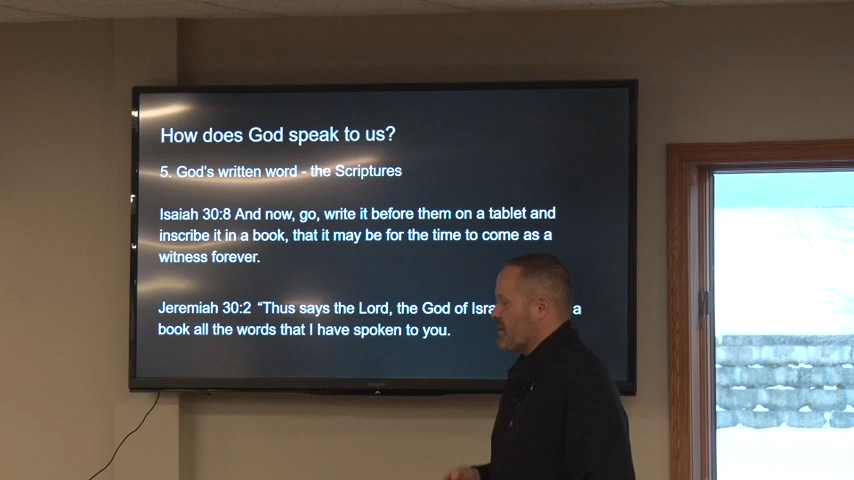 How does God speak to us?
5. God's written word - the Scriptures
Isaiah 30:8 And now, go, write it before them on a tablet and
inscribe it in a book, that it may be for the time to come as a
witness forever.
Jeremiah 30:2 “Thus says the Lord, the God of a
book all the words that I have spoken to you.